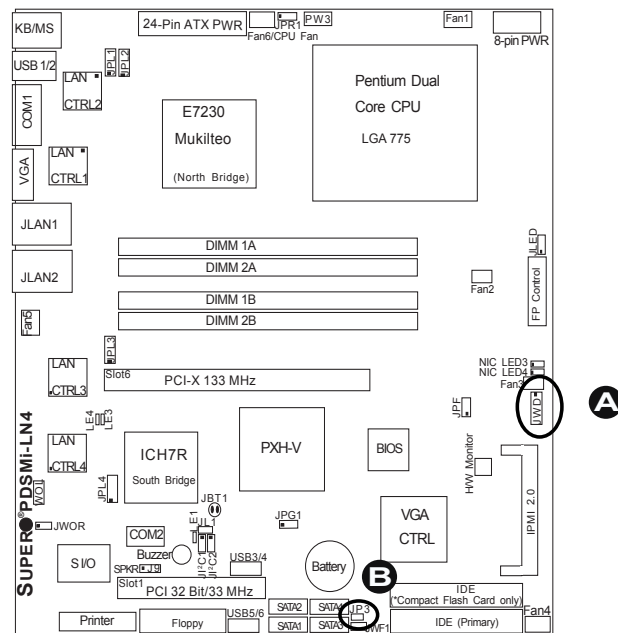 KB/MS
24-Pin ATX PWR
JPR1
PW3
Fan6/CPU Fan
Fan1
8-pin PWR
USB 1/2
LAN
CTRL2
JPL1
JPL2
COM1
E7230
Mukilteo
(North Bridge)
Pentium Dual
Core CPU
LGA 775
LAN
CTRL1
VGA
JLAN1
JLAN2
DIMM 1A
DIMM 2A
DIMM 1B
DIMM 2B
JLED
FP Control
Fan2
Fan5
JPL3
Slot6
PCI-X 133 MHz
LAN
CTRL3
NIC LED3
NIC LED4
Fan3
JWD
A
JPF
LE4
LE3
LAN
CTRL4
ICH7R
South Bridge
PXH-V
BIOS
H/W Monitor
IPMI 2.0
WOL
JPL4
JBT1
VGA
CTRL
SUPER®PDSMi-LN4
JWOR
COM2
LE1
JL1
JPG1
Buzzer
JI²C1
JI²C2
S I/O
SPKR
J9
USB3/4
Battery
B
Slot1
PCI 32 Bit/33 MHz
IDE
(*Compact Flash Card only)
SATA2
SATA4
JP3
Printer
Floppy
USB5/6
SATA1
SATA3
JWF1
IDE (Primary)
Fan4